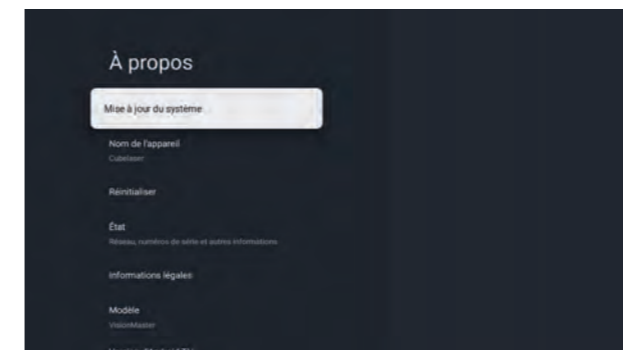 À propos
Mise à jour du système
Nom de l'appareil
Cubelaser
Réinitialiser
État
Réseau, numéros de série et autres informations
Informations légales
Modèle
VisionMaster